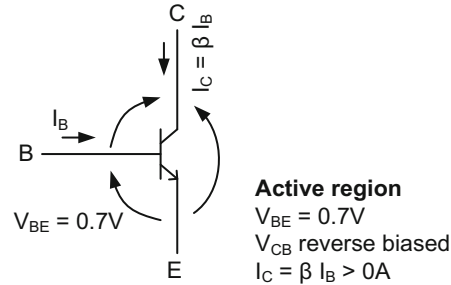 C
I_C = β I_B
I_B
B
V_BE = 0.7V
E
Active region
V_BE = 0.7V
V_CB reverse biased
I_C = β I_B > 0A